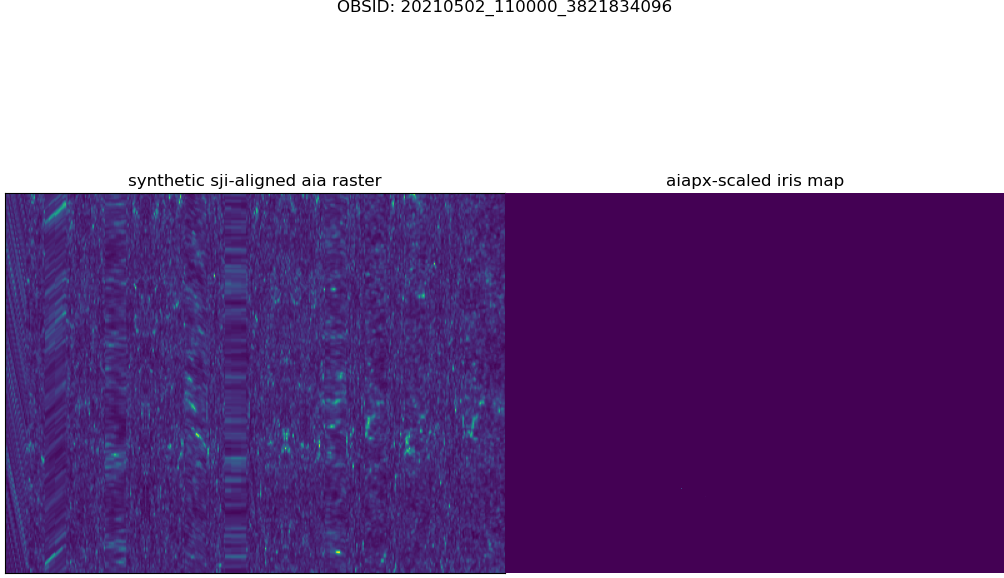 OBSID: 20210502_110000_3821834096
synthetic sji-aligned aia raster
aiapx-scaled iris map